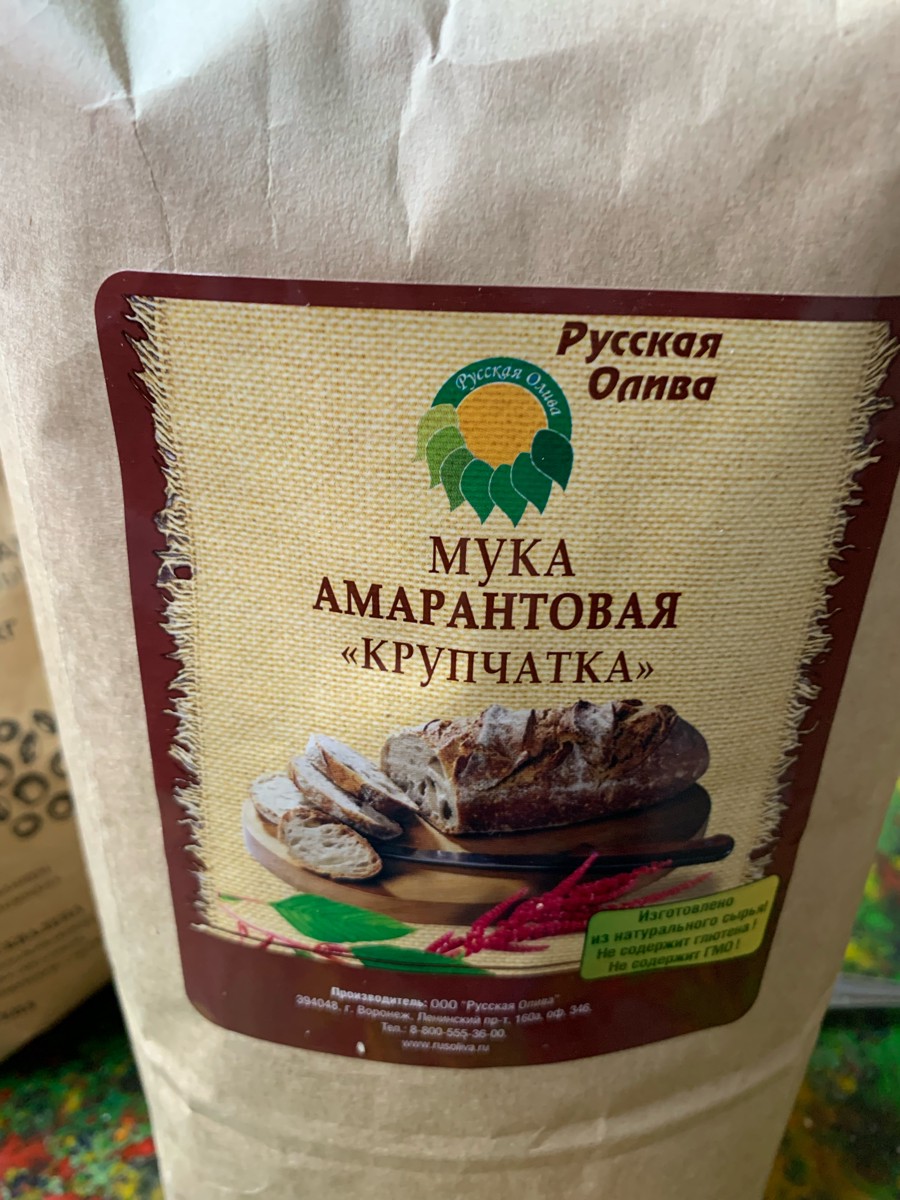 Русская
Олива
Русская Олива
МУКА
АМАРАНТОВАЯ
«КРУПЧАТКА»
Изготовлено
из натурального сырья!
Не содержит глютена!
Не содержит ГМО!
Производитель: ООО "Русская Олива"
394048, г. Воронеж, Ленинский пр-т, 160а, оф. 346.
Тел.: 8-800-555-36-00
www.rusoliva.ru